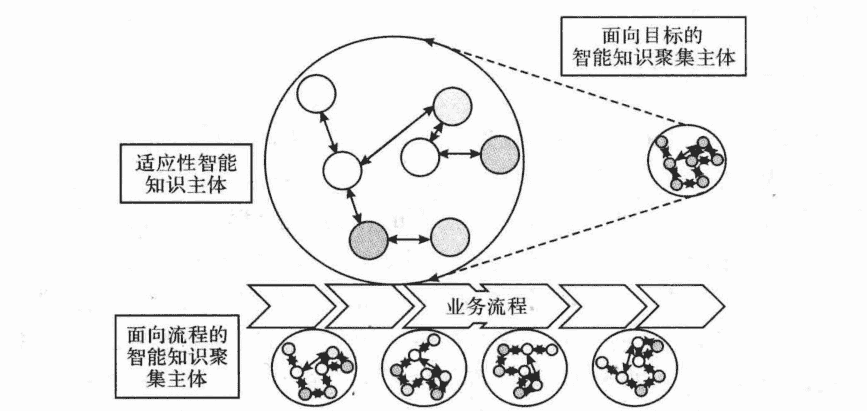 面向目标的
智能知识聚集主体
适应性智能
知识主体
业务流程
面向流程的
智能知识聚
集主体